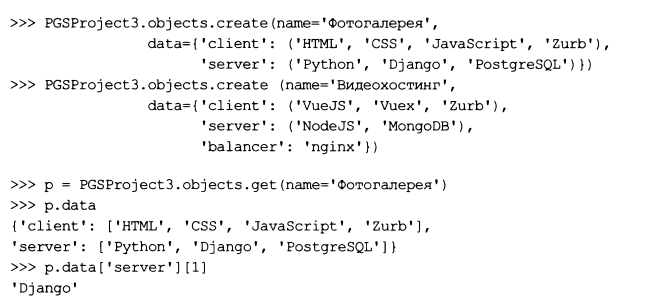 >>> PGSProject3.objects.create(name='Фотогалерея',
data={'client': ('HTML', 'CSS', 'JavaScript', 'Zurb'),
'server': ('Python', 'Django', 'PostgreSQL')})
>>> PGSProject3.objects.create (name='Видеохостинг',
data={'client': ('VueJS', 'Vuex', 'Zurb'),
'server': ('NodeJS', 'MongoDB'),
'balancer': 'nginx'})
>>> p = PGSProject3.objects.get(name='Фотогалерея')
>>> p.data
{'client': ['HTML', 'CSS', 'JavaScript', 'Zurb'],
'server': ['Python', 'Django', 'PostgreSQL']}
>>> p.data['server'][1]
'Django'